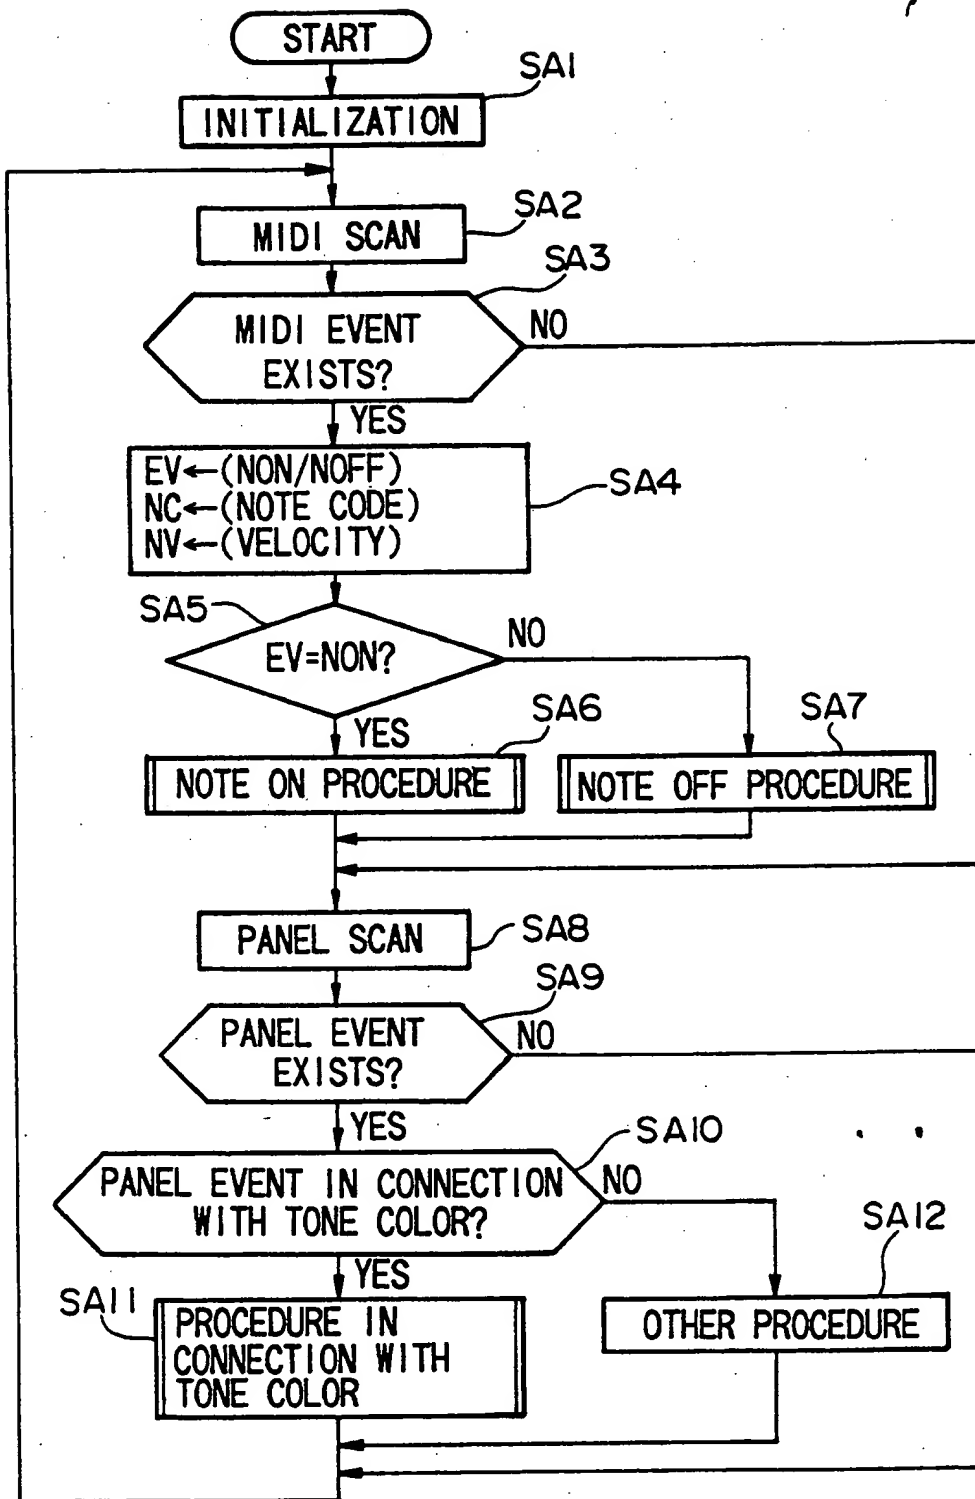 START
SA1
INITIALIZATION
SA2
MIDI SCAN
SA3
MIDI EVENT
EXISTS?
NO
YES
EV←(NON/NOFF)
NC←(NOTE CODE)
NV←(VELOCITY)
SA4
SA5
EV=NON?
NO
YES
SA6
SA7
NOTE ON PROCEDURE
NOTE OFF PROCEDURE
PANEL SCAN
SA8
SA9
PANEL EVENT
EXISTS?
NO
YES
SA10
PANEL EVENT IN CONNECTION
WITH TONE COLOR?
NO
YES
SA12
SA11
PROCEDURE IN
CONNECTION WITH
TONE COLOR
OTHER PROCEDURE